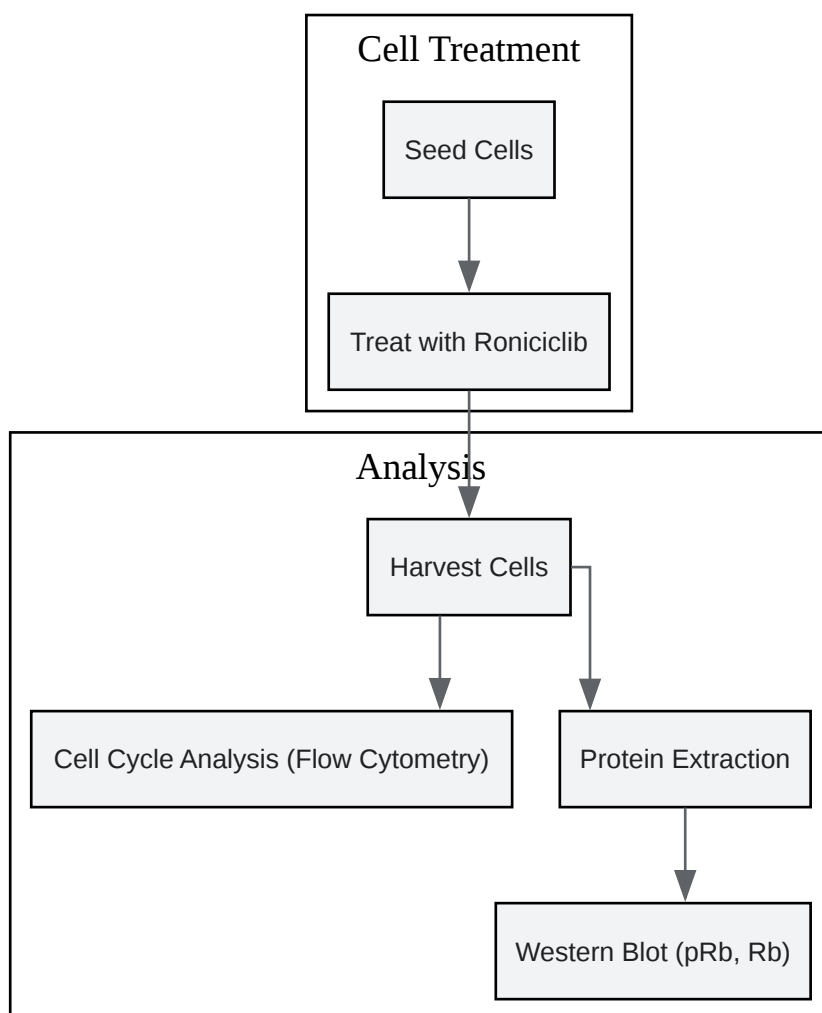 Cell Treatment
Seed Cells
Treat with Roniciclib
Analysis
Harvest Cells
Cell Cycle Analysis (Flow Cytometry)
Protein Extraction
Western Blot (pRb, Rb)